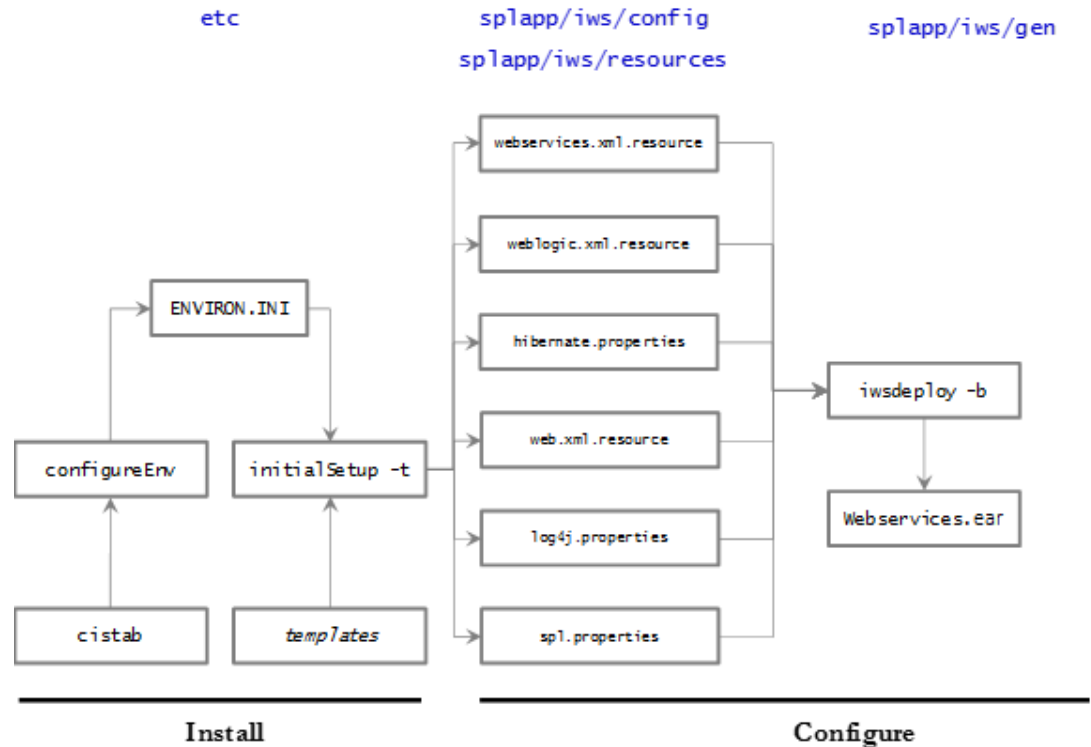 etc
splapp/iws/config
splapp/iws/resources
splapp/iws/gen
webservices.xml.resource
weblogic.xml.resource
ENVIRON.INI
hibernate.properties
iwsdeploy -b
configureEnv
initialSetup -t
web.xml.resource
Webservices.ear
log4j.properties
cistab
templates
spl.properties
Install
Configure